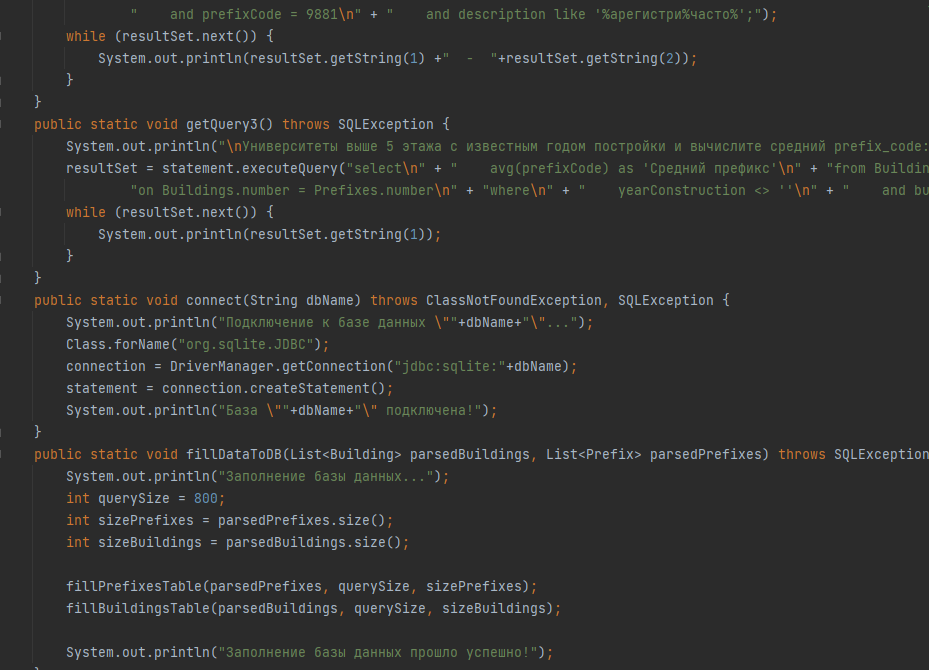 "    and prefixCode = 9881\n" + "    and description like '%арегистри%часто%';");
while (resultSet.next()) {
System.out.println(resultSet.getString(1) +"  -  "+resultSet.getString(2));
}
}
public static void getQuery3() throws SQLException {
System.out.println("\nУниверситеты выше 5 этажа с известным годом постройки и вычислите средний prefix_code:
resultSet = statement.executeQuery("select\n" + "    avg(prefixCode) as 'Средний префикс'\n" + "from Buildin
"on Buildings.number = Prefixes.number\n" + "where\n" + "    yearConstruction <> ''\n" + "    and bu
while (resultSet.next()) {
System.out.println(resultSet.getString(1));
}
}
public static void connect(String dbName) throws ClassNotFoundException, SQLException {
System.out.println("Подключение к базе данных \""+dbName+"\"...");
Class.forName("org.sqlite.JDBC");
connection = DriverManager.getConnection("jdbc:sqlite:"+dbName);
statement = connection.createStatement();
System.out.println("База \""+dbName+"\" подключена!");
}
public static void fillDataToDB(List<Building> parsedBuildings, List<Prefix> parsedPrefixes) throws SQLException
System.out.println("Заполнение базы данных...");
int querySize = 800;
int sizePrefixes = parsedPrefixes.size();
int sizeBuildings = parsedBuildings.size();
fillPrefixesTable(parsedPrefixes, querySize, sizePrefixes);
fillBuildingsTable(parsedBuildings, querySize, sizeBuildings);
System.out.println("Заполнение базы данных прошло успешно!");